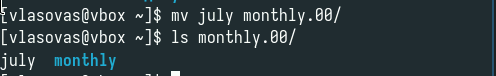 [vlasovas@vbox ~]$ mv july monthly.00/
[vlasovas@vbox ~]$ ls monthly.00/
july monthly